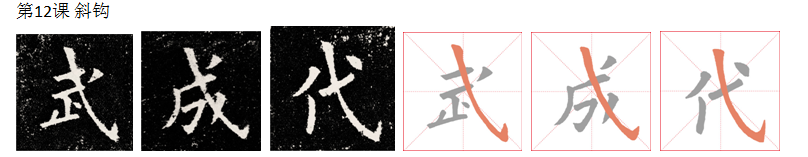 第12课 斜钩
武 成 代 武 成 代